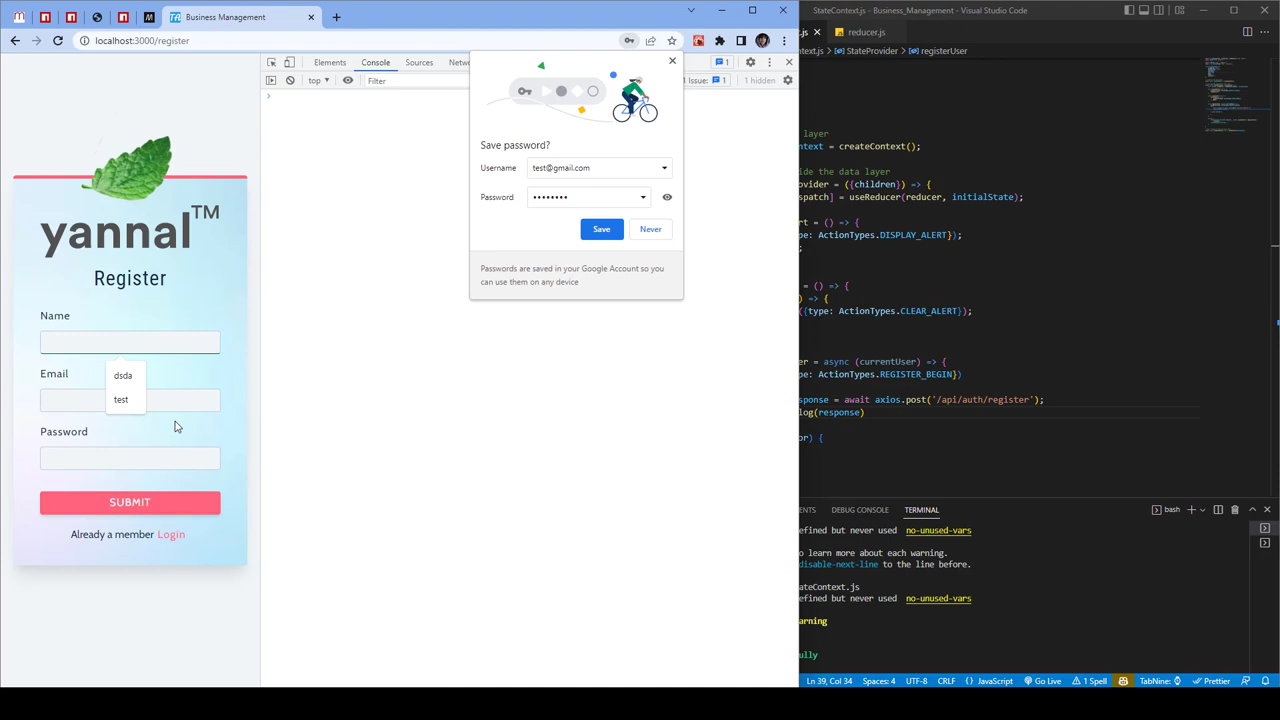 Business Management
StateContext.js - Business_Management - Visual Studio Code
localhost:3000/register
.js
reducer.js
Elements
Console
Sources
text.js
StateProvider
registerUser
1
top
Filter
1 Issue:
1
1 hidden
Save password?
Username
test@gmail.com
Password
••••••••
Save
Never
Passwords are saved in your Google Account so you
can use them on any device
yannal™
Register
Name
dsda
test
Email
Password
SUBMIT
Already a member Login
layer
ntext = createContext();
ide the data layer
ovider = ({children}) => {
spatch] = useReducer(reducer, initialState);
rt = () => {
pe: ActionTypes.DISPLAY_ALERT});
;
= () => {
() => {
({type: ActionTypes.CLEAR_ALERT});
er = async (currentUser) => {
pe: ActionTypes.REGISTER_BEGIN})
sponse = await axios.post('/api/auth/register');
log(response)
or) {
ENTS
DEBUG CONSOLE
TERMINAL
bash
efined but never used no-unused-vars
o learn more about each warning.
disable-next-line to the line before.
ateContext.js
efined but never used no-unused-vars
arning
ully
Ln 39, Col 34
Spaces: 4
UTF-8
CRLF
{} JavaScript
Go Live
1 Spell
TabNine:
Prettier